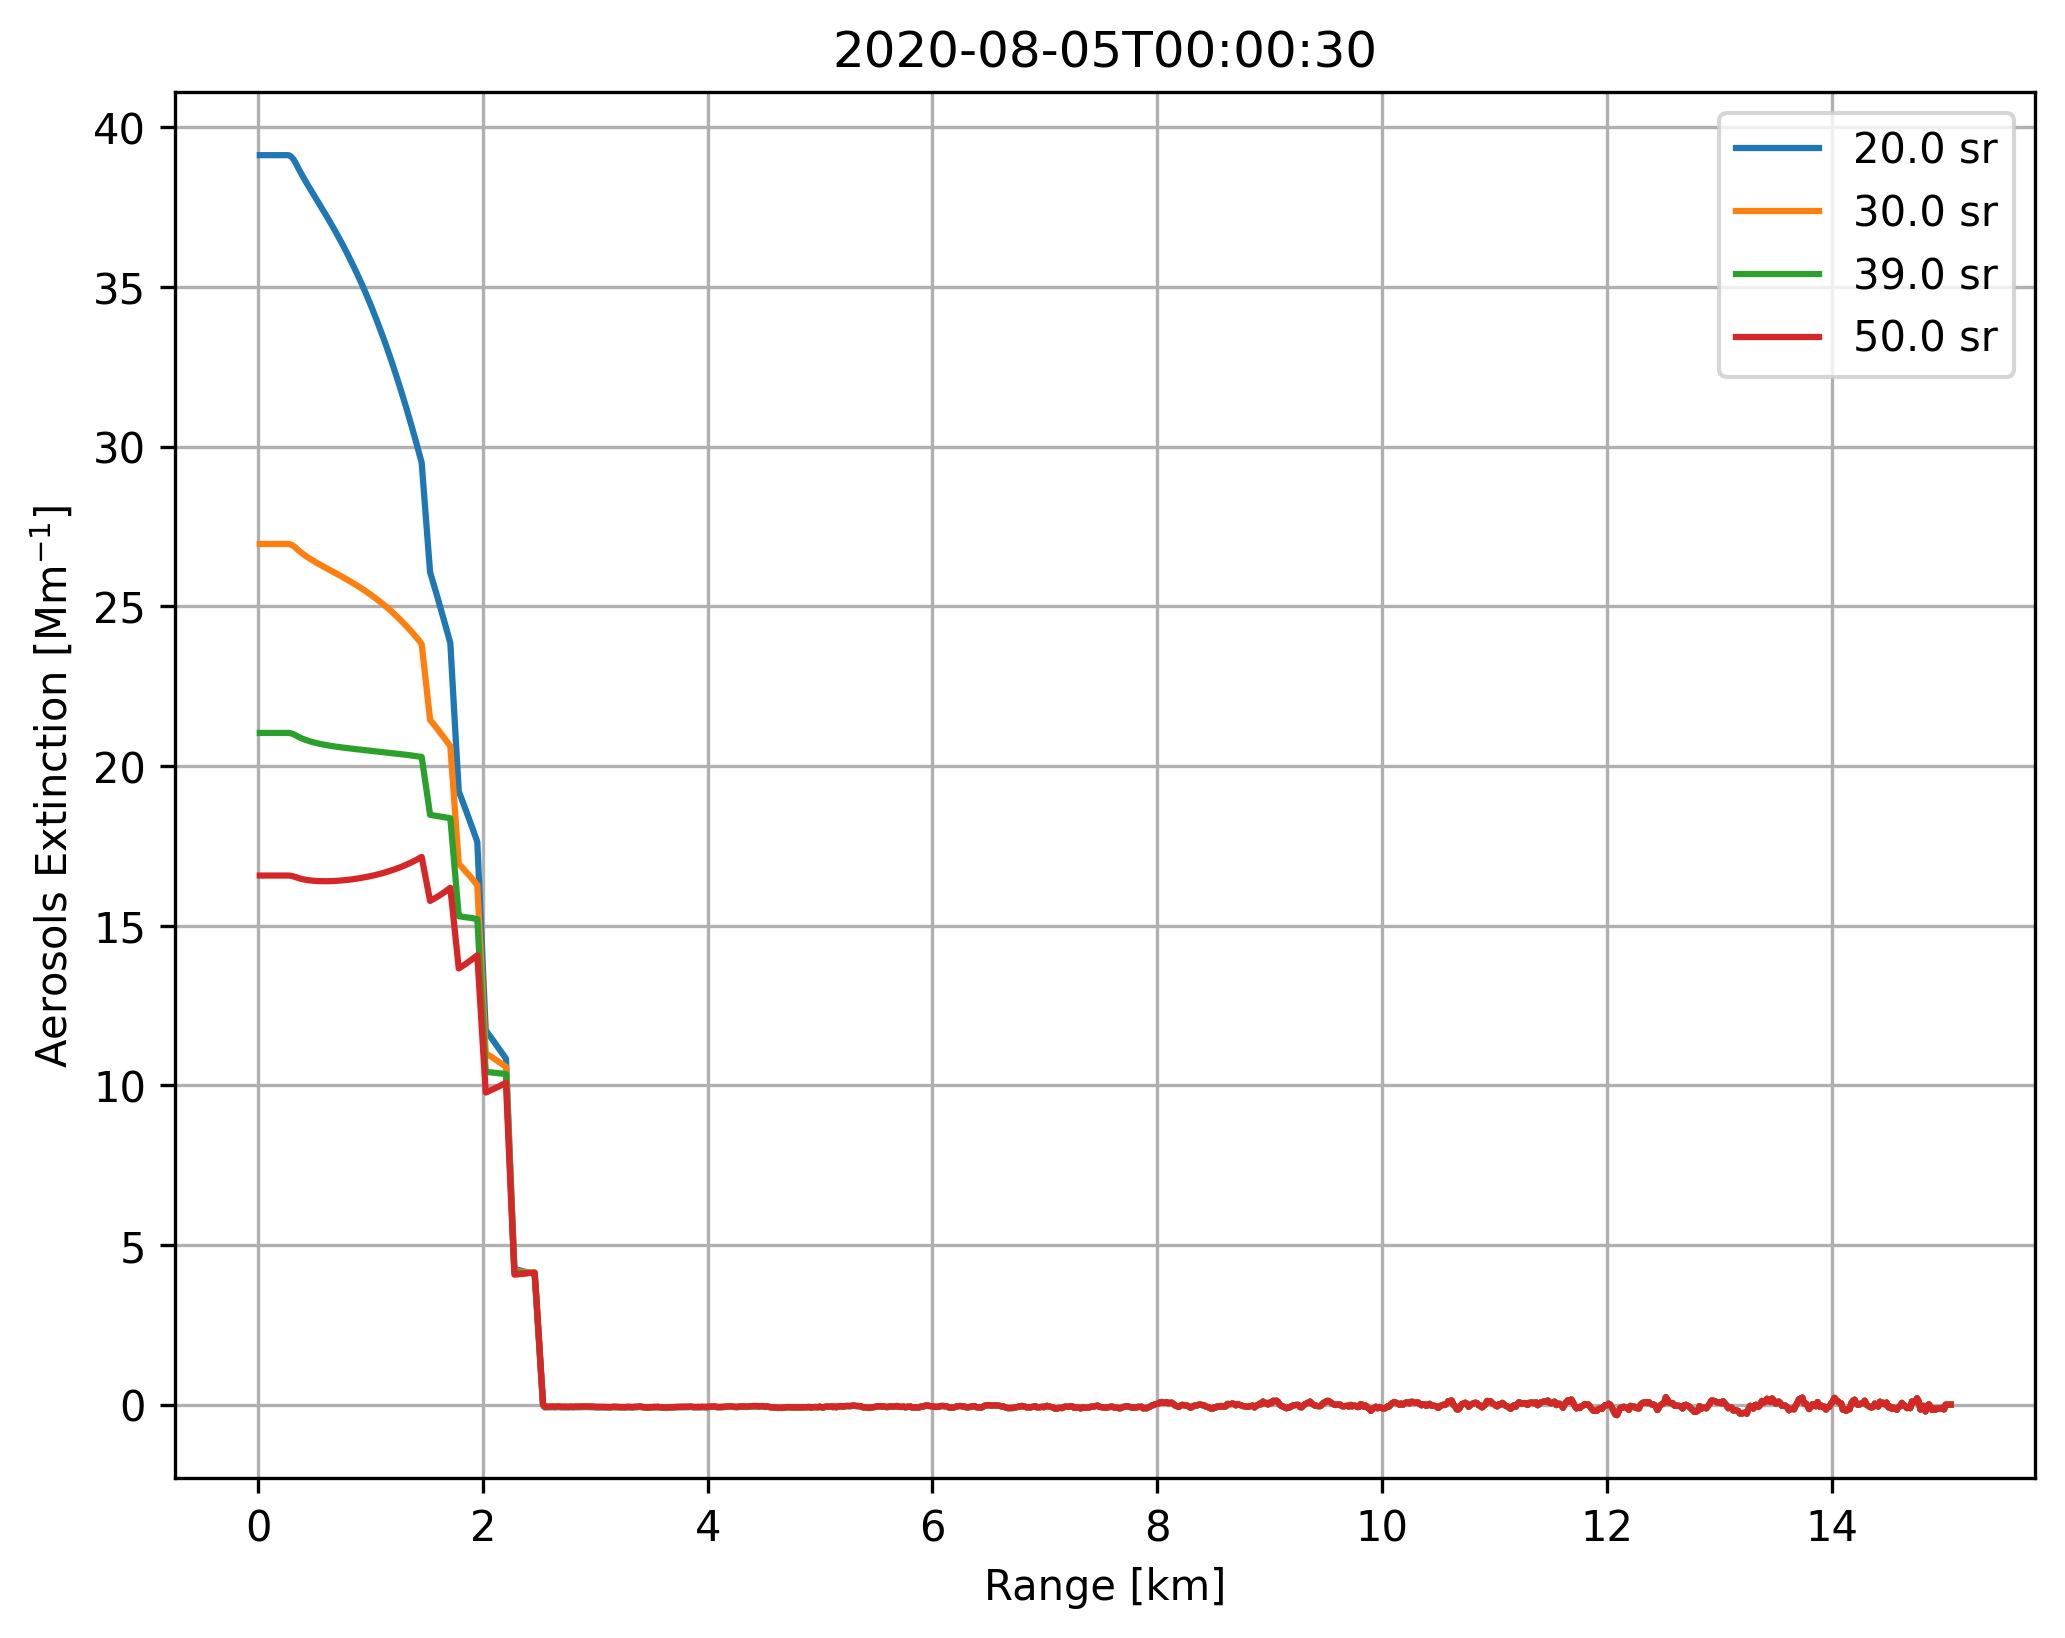 2020-08-05T00:00:30
40
35
30
25
20
15
10
5
0
Aerosols Extinction [Mm⁻¹]
20.0 sr
30.0 sr
39.0 sr
50.0 sr
0 2 4 6 8 10 12 14
Range [km]